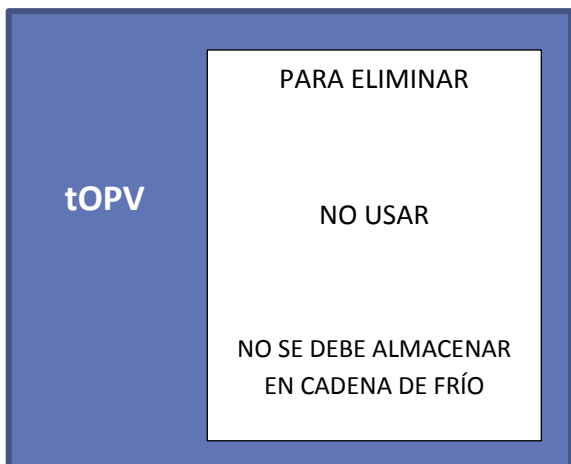 tOPV
PARA ELIMINAR
NO USAR
NO SE DEBE ALMACENAR
EN CADENA DE FRÍO